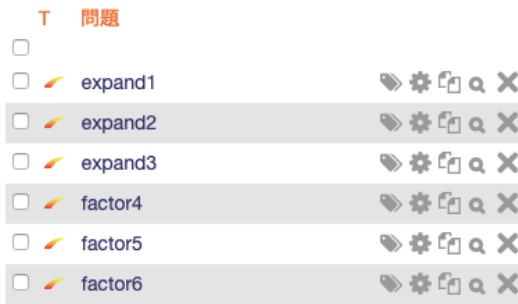 T 問題
expand1
expand2
expand3
factor4
factor5
factor6